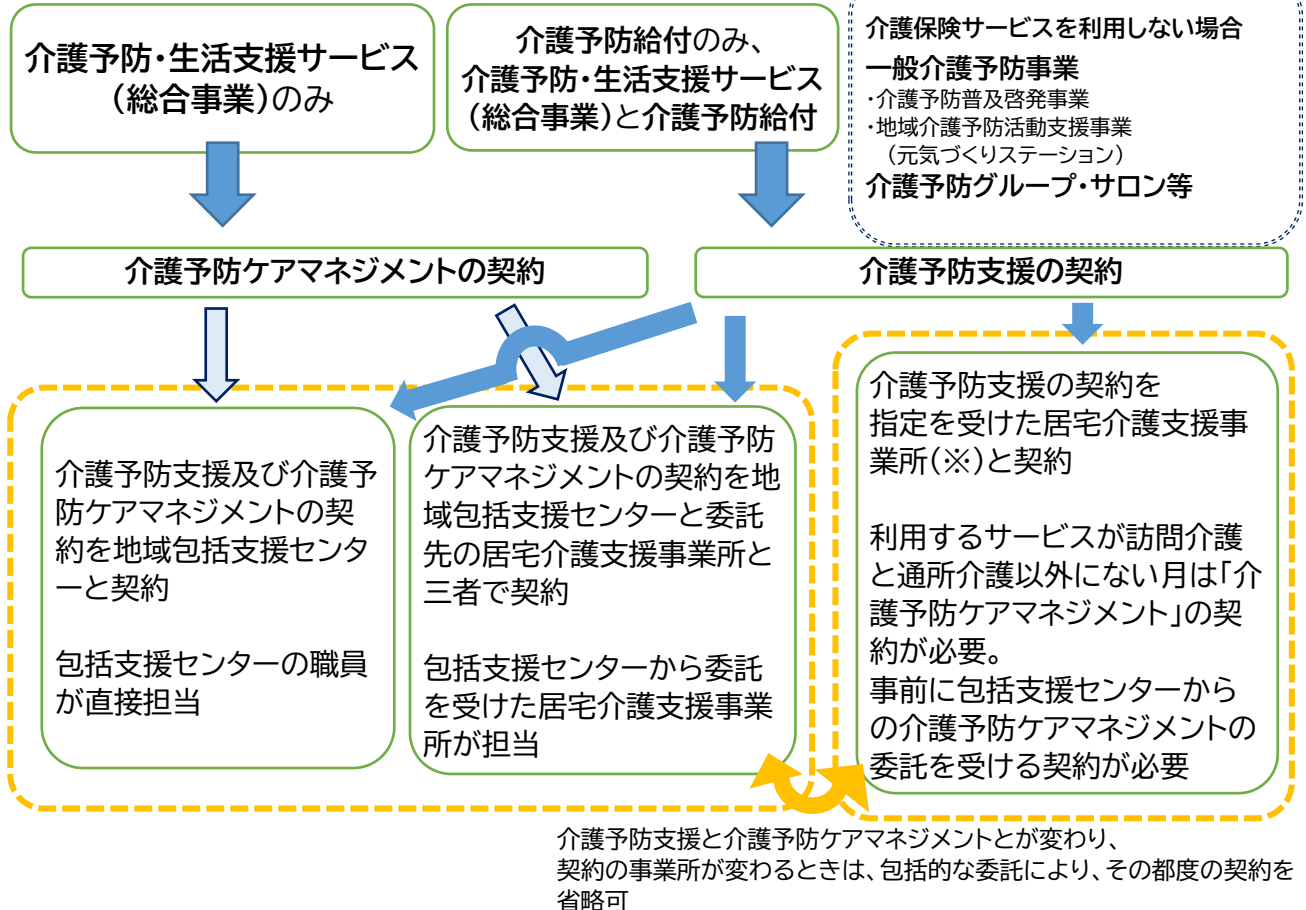 介護予防・生活支援サービス
（総合事業）のみ
介護予防給付のみ、
介護予防・生活支援サービス
（総合事業）と介護予防給付
介護保険サービスを利用しない場合
一般介護予防事業
・介護予防普及啓発事業
・地域介護予防活動支援事業
（元気づくりステーション）
介護予防グループ・サロン等
介護予防ケアマネジメントの契約
介護予防支援の契約
介護予防支援及び介護予
防ケアマネジメントの契
約を地域包括支援センタ
ーと契約
包括支援センターの職員
が直接担当
介護予防支援及び介護予防
ケアマネジメントの契約を地
域包括支援センターと委託
先の居宅介護支援事業所と
三者で契約
包括支援センターから委託
を受けた居宅介護支援事業
所が担当
介護予防支援の契約を
指定を受けた居宅介護支援事
業所（※）と契約
利用するサービスが訪問介護
と通所介護以外にない月は「介
護予防ケアマネジメント」の契
約が必要。
事前に包括支援センターから
の介護予防ケアマネジメントの
委託を受ける契約が必要
介護予防支援と介護予防ケアマネジメントとが変わり、
契約の事業所が変わるときは、包括的な委託により、その都度の契約を
省略可